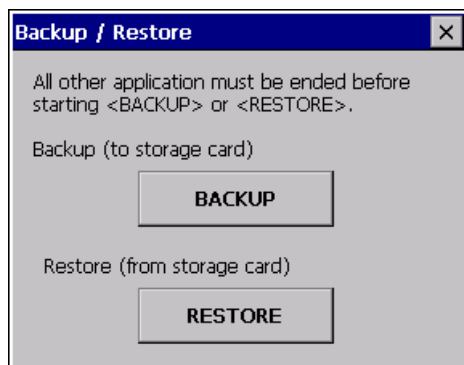 Backup / Restore
All other application must be ended before
starting <BACKUP> or <RESTORE>.
Backup (to storage card)
BACKUP
Restore (from storage card)
RESTORE